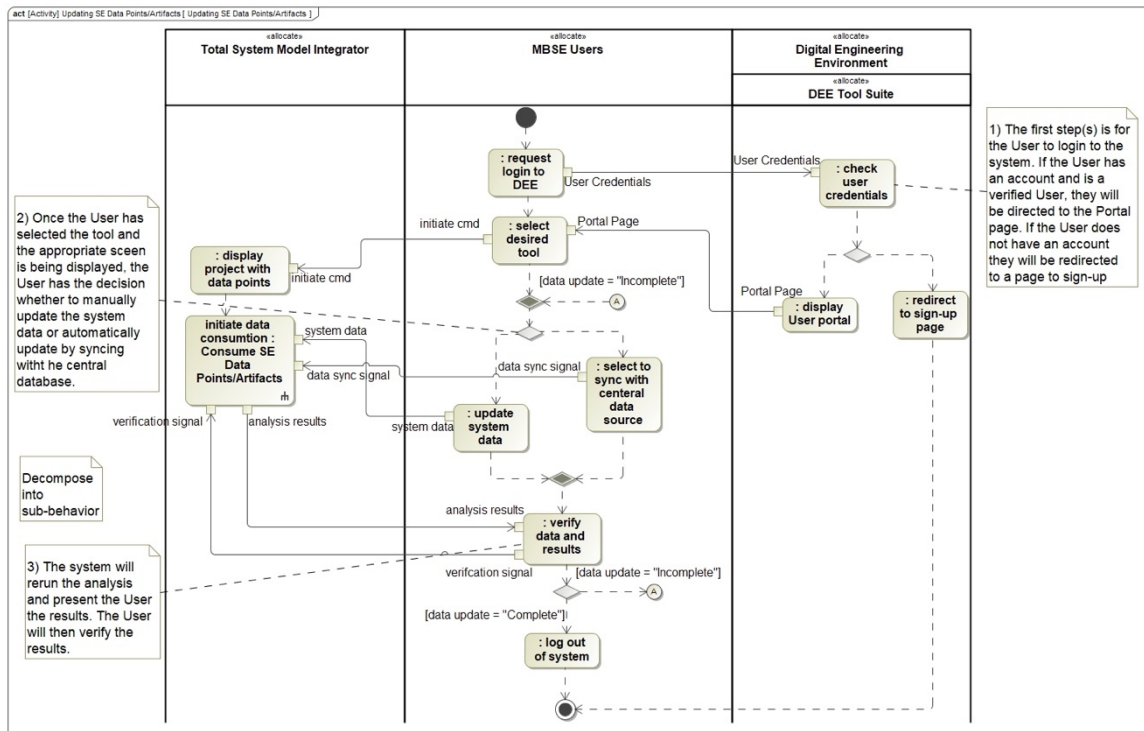 act [Activity] Updating SE Data Points/Artifacts [ Updating SE Data Points/Artifacts ]
«allocate»
Total System Model Integrator
«allocate»
MBSE Users
«allocate»
Digital Engineering
Environment
«allocate»
DEE Tool Suite
1) The first step(s) is for
the User to login to the
system. If the User has
an account and is a
verified User, they will
be directed to the Portal
page. If the User does
not have an account
they will be redirected
to a page to sign-up
: request
login to
DEE
User Credentials
User Credentials
: check
user
credentials
2) Once the User has
selected the tool and
the appropriate sceen
is being displayed, the
User has the decision
whether to manually
update the system
data or automatically
update by syncing
witht he central
database.
initiate cmd
: select
desired
tool
Portal Page
: display
project with
data points
initiate cmd
[data update = "Incomplete"]
A
Portal Page
: display
User portal
: redirect
to sign-up
page
initiate data
consumtion :
Consume SE
Data
Points/Artifacts
system data
data sync signal
data sync signal
: select to
sync with
centeral
data
source
verification signal
analysis results
system data
: update
system
data
Decompose
into
sub-behavior
analysis results
: verify
data and
results
verifcation signal
[data update = "Incomplete"]
A
3) The system will
rerun the analysis
and present the User
the results. The User
will then verify the
results.
[data update = "Complete"]
: log out
of system